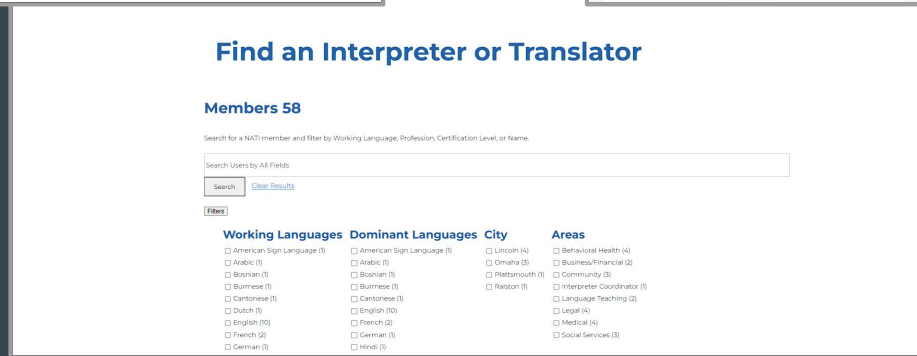 Find an Interpreter or Translator
Members 58
Search for a NATI member and filter by Working Language, Profession, Certification Level, or Name.
Search Users by All Fields
Search
Clear Results
Filters
Working Languages
American Sign Language (1)
Arabic (1)
Bosnian (1)
Burmese (1)
Cantonese (1)
Dutch (1)
English (10)
French (2)
German (1)
Dominant Languages
American Sign Language (1)
Arabic (1)
Bosnian (1)
Burmese (1)
Cantonese (1)
English (10)
French (2)
German (1)
Hindi (1)
City
Lincoln (4)
Omaha (3)
Plattsmouth (1)
Ralston (1)
Areas
Behavioral Health (4)
Business/Financial (2)
Community (3)
Interpreter Coordinator (1)
Language Teaching (2)
Legal (4)
Medical (4)
Social Services (3)